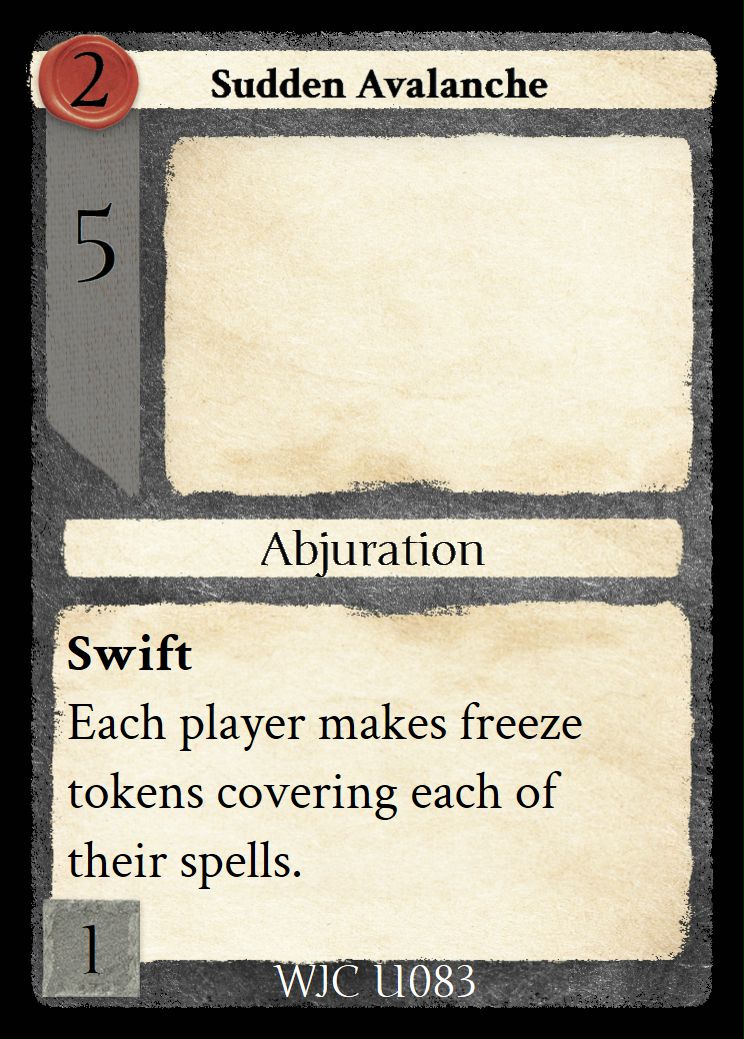 2
Sudden Avalanche
5
Abjuration
Swift
Each player makes freeze
tokens covering each of
their spells.
1
WJC U083